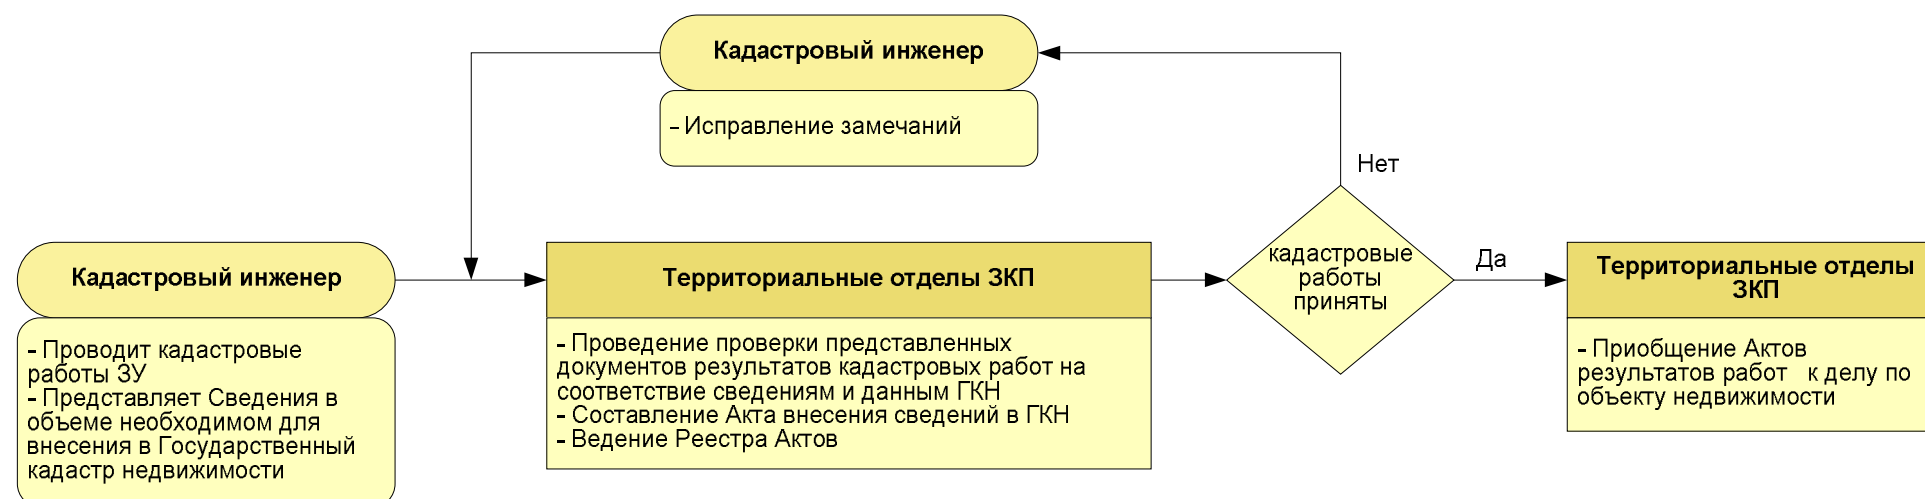 Кадастровый инженер
- Исправление замечаний
Нет
Кадастровый инженер
- Проводит кадастровые
работы ЗУ
- Представляет Сведения в
объеме необходимом для
внесения в Государственный
кадастр недвижимости
Территориальные отделы ЗКП
- Проведение проверки представленных
документов результатов кадастровых работ на
соответствие сведениям и данным ГКН
- Составление Акта внесения сведений в ГКН
- Ведение Реестра Актов
кадастровые
работы
приняты
Да
Территориальные отделы
ЗКП
- Приобщение Актов
результатов работ к делу по
объекту недвижимости